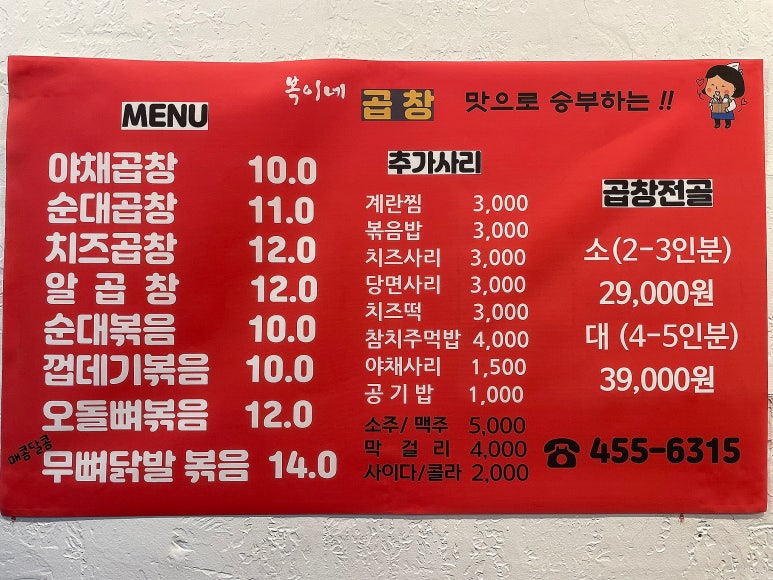 복이네 곱창 맛으로 승부하는!!
MENU
야채곱창 10.0
순대곱창 11.0
치즈곱창 12.0
알 곱 창 12.0
순대볶음 10.0
껍데기볶음 10.0
오돌뼈볶음 12.0
매콤달콤
무뼈닭발 볶음 14.0
추가사리
계란찜 3,000
볶음밥 3,000
치즈사리 3,000
당면사리 3,000
치즈떡 3,000
참치주먹밥 4,000
야채사리 1,500
공 기 밥 1,000
소주/ 맥주 5,000
막 걸 리 4,000
사이다/콜라 2,000
곱창전골
소(2-3인분)
29,000원
대 (4-5인분)
39,000원
☎ 455-6315